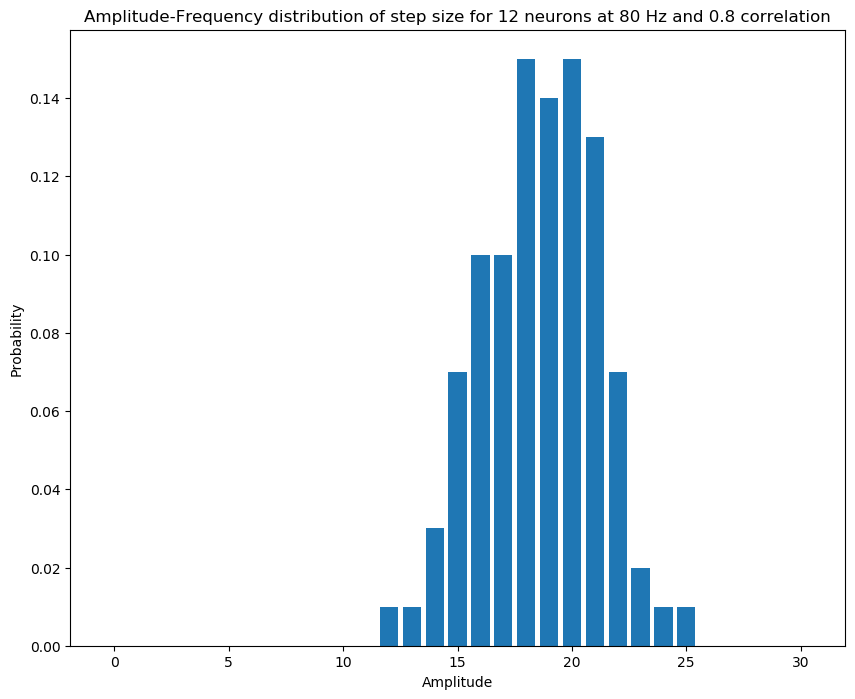 Amplitude-Frequency distribution of step size for 12 neurons at 80 Hz and 0.8 correlation
0.14
0.12
0.10
0.08
0.06
0.04
0.02
0.00
Probability
0 5 10 15 20 25 30
Amplitude